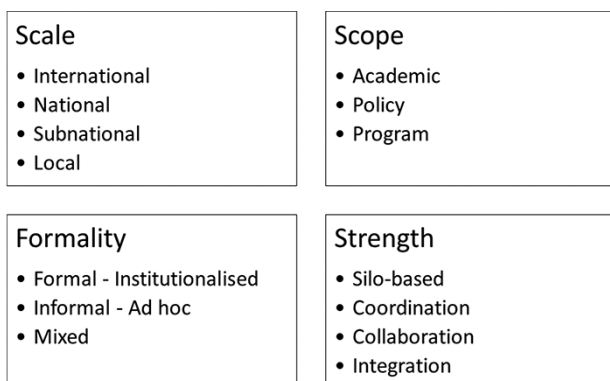 Scale
• International
• National
• Subnational
• Local
Scope
• Academic
• Policy
• Program
Formality
• Formal - Institutionalised
• Informal - Ad hoc
• Mixed
Strength
• Silo-based
• Coordination
• Collaboration
• Integration